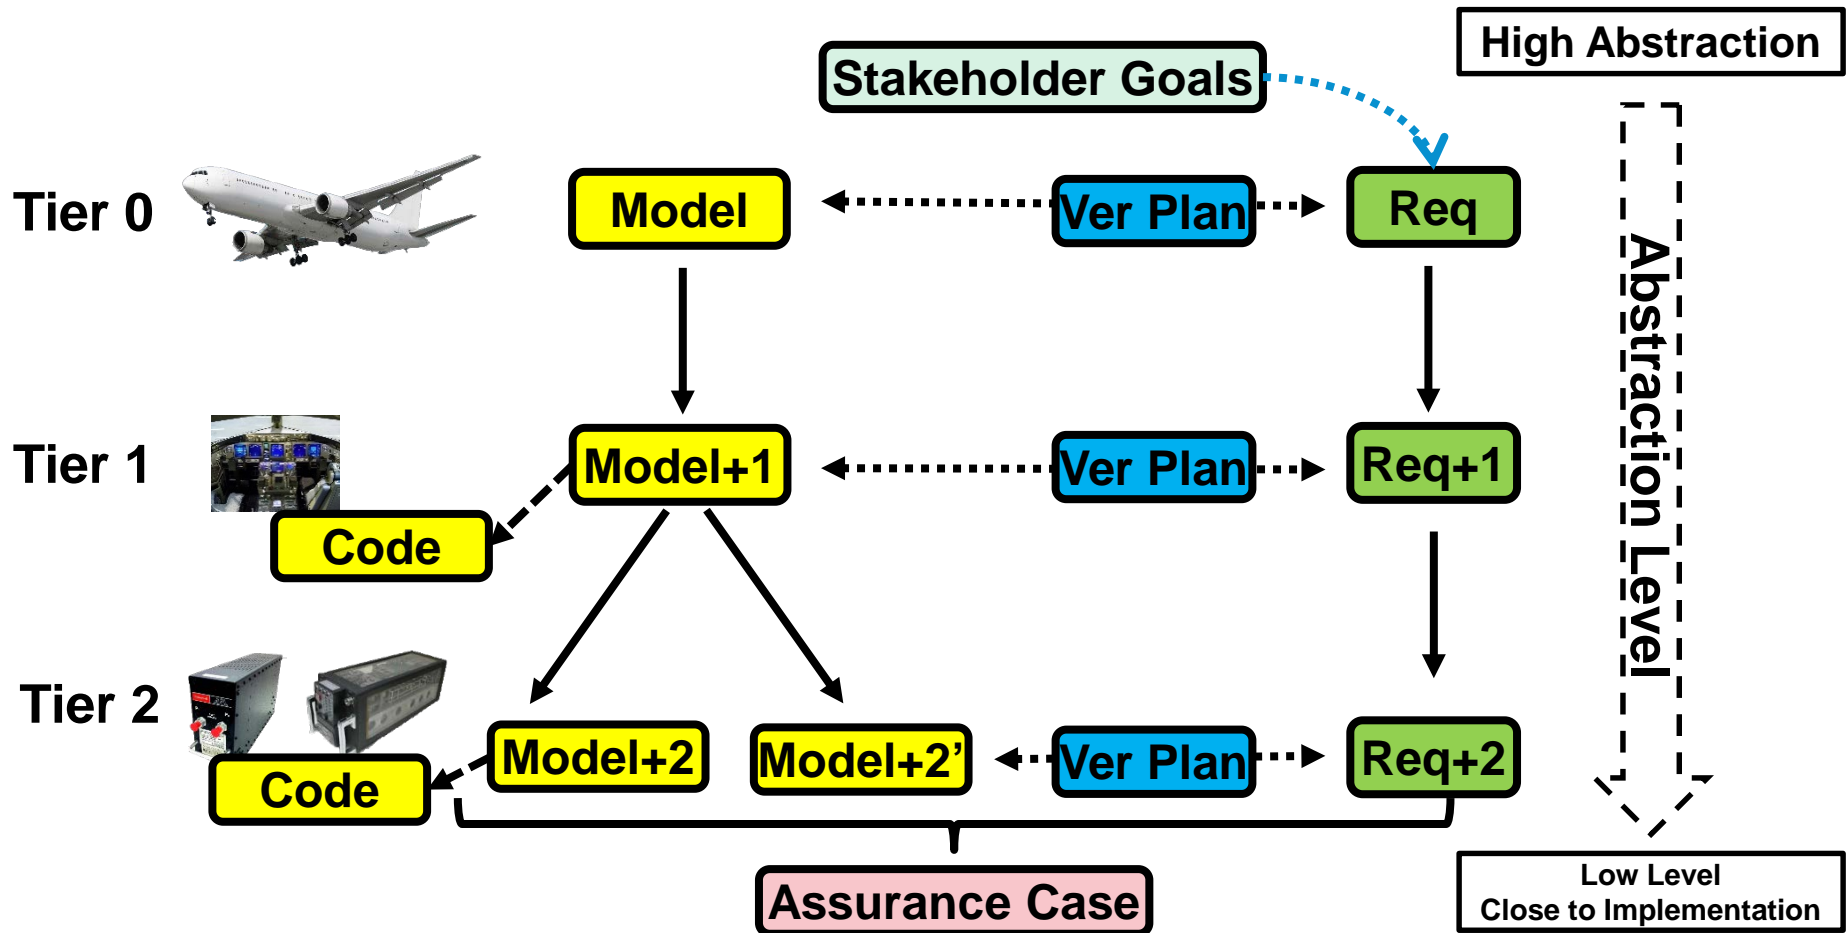 High Abstraction
Stakeholder Goals
Tier 0
Model
Ver Plan
Req
Abstraction Level
Tier 1
Model+1
Ver Plan
Req+1
Code
Tier 2
Model+2
Model+2’
Ver Plan
Req+2
Code
Assurance Case
Low Level
Close to Implementation